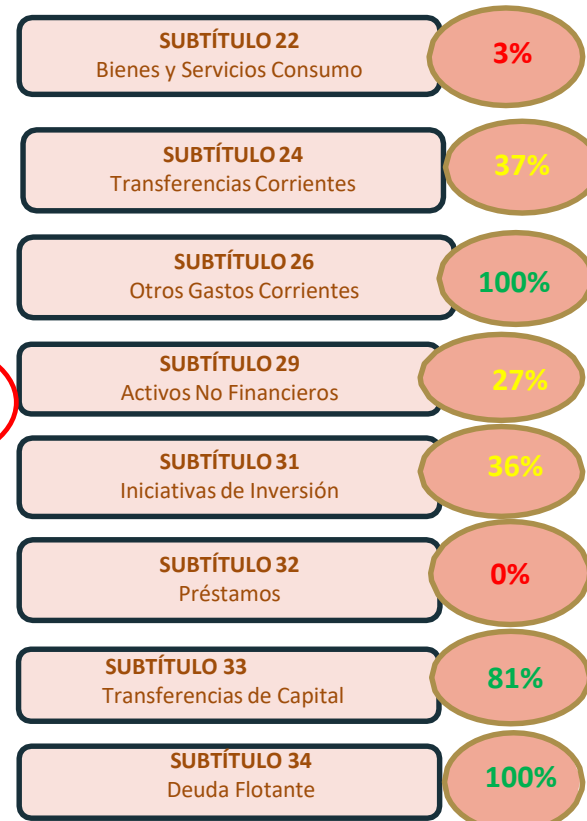 SUBTÍTULO 22
Bienes y Servicios Consumo
3%
SUBTÍTULO 24
Transferencias Corrientes
37%
SUBTÍTULO 26
Otros Gastos Corrientes
100%
SUBTÍTULO 29
Activos No Financieros
27%
SUBTÍTULO 31
Iniciativas de Inversión
36%
SUBTÍTULO 32
Préstamos
0%
SUBTÍTULO 33
Transferencias de Capital
81%
SUBTÍTULO 34
Deuda Flotante
100%